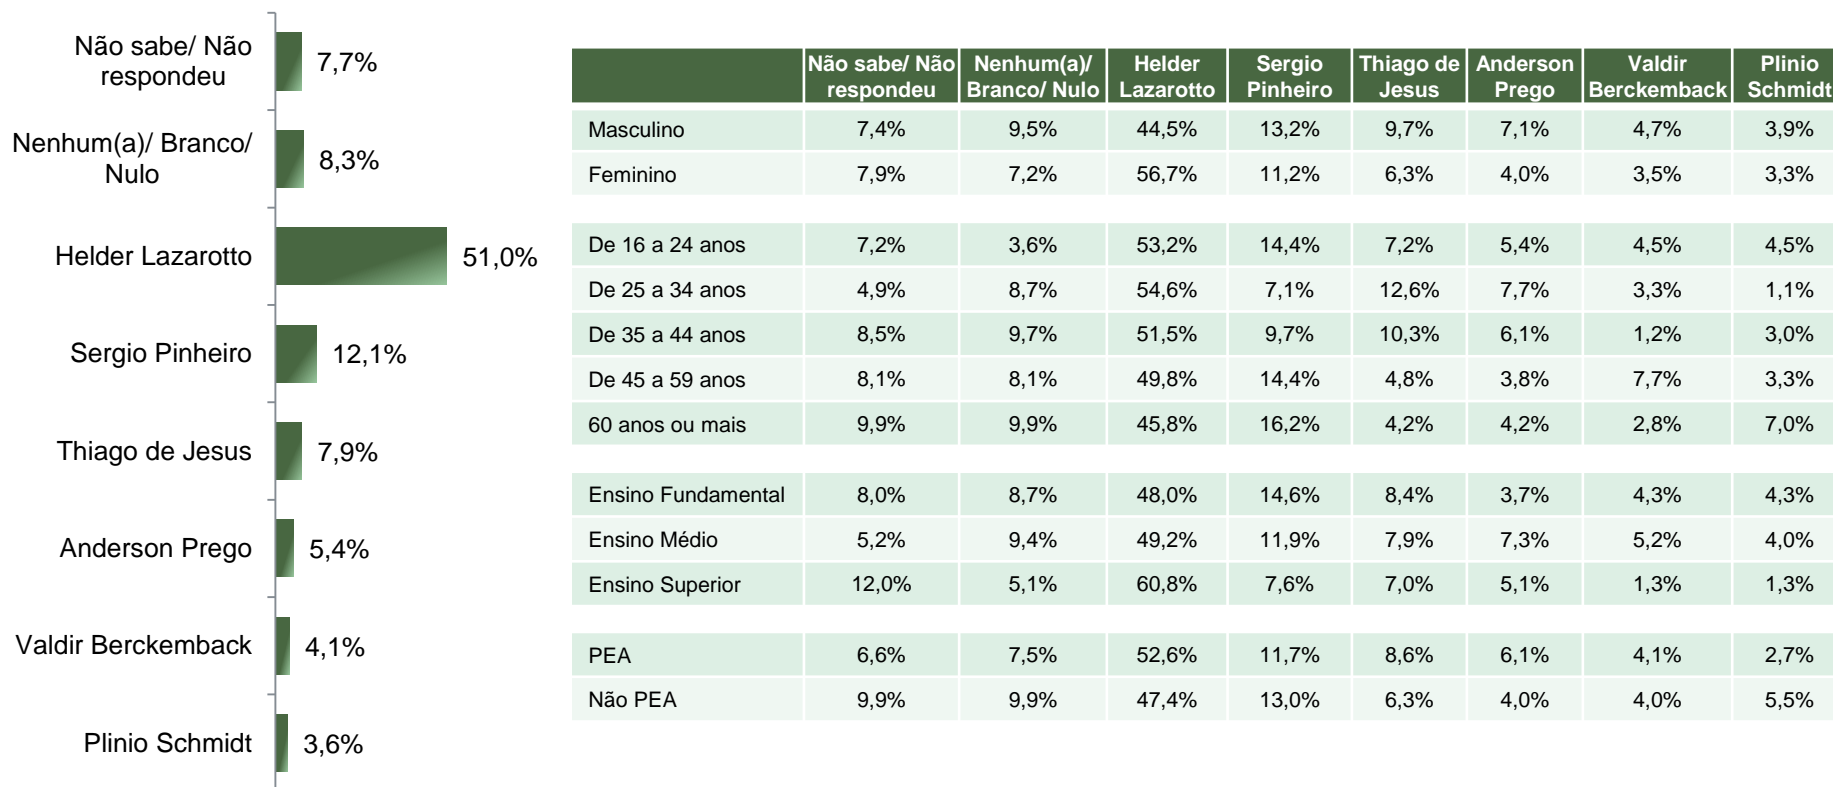 Não sabe/ Não
respondeu
7,7%
Nenhum(a)/ Branco/
Nulo
8,3%
Helder Lazarotto
51,0%
Sergio Pinheiro
12,1%
Thiago de Jesus
7,9%
Anderson Prego
5,4%
Valdir Berckemback
4,1%
Plinio Schmidt
3,6%
Não sabe/ Não Nenhum(a)/ Helder Sergio Thiago de Anderson Valdir Plinio
respondeu Branco/ Nulo Lazarotto Pinheiro Jesus Prego Berckemback Schmidt
Masculino 7,4% 9,5% 44,5% 13,2% 9,7% 7,1% 4,7% 3,9%
Feminino 7,9% 7,2% 56,7% 11,2% 6,3% 4,0% 3,5% 3,3%
De 16 a 24 anos 7,2% 3,6% 53,2% 14,4% 7,2% 5,4% 4,5% 4,5%
De 25 a 34 anos 4,9% 8,7% 54,6% 7,1% 12,6% 7,7% 3,3% 1,1%
De 35 a 44 anos 8,5% 9,7% 51,5% 9,7% 10,3% 6,1% 1,2% 3,0%
De 45 a 59 anos 8,1% 8,1% 49,8% 14,4% 4,8% 3,8% 7,7% 3,3%
60 anos ou mais 9,9% 9,9% 45,8% 16,2% 4,2% 4,2% 2,8% 7,0%
Ensino Fundamental 8,0% 8,7% 48,0% 14,6% 8,4% 3,7% 4,3% 4,3%
Ensino Médio 5,2% 9,4% 49,2% 11,9% 7,9% 7,3% 5,2% 4,0%
Ensino Superior 12,0% 5,1% 60,8% 7,6% 7,0% 5,1% 1,3% 1,3%
PEA 6,6% 7,5% 52,6% 11,7% 8,6% 6,1% 4,1% 2,7%
Não PEA 9,9% 9,9% 47,4% 13,0% 6,3% 4,0% 4,0% 5,5%